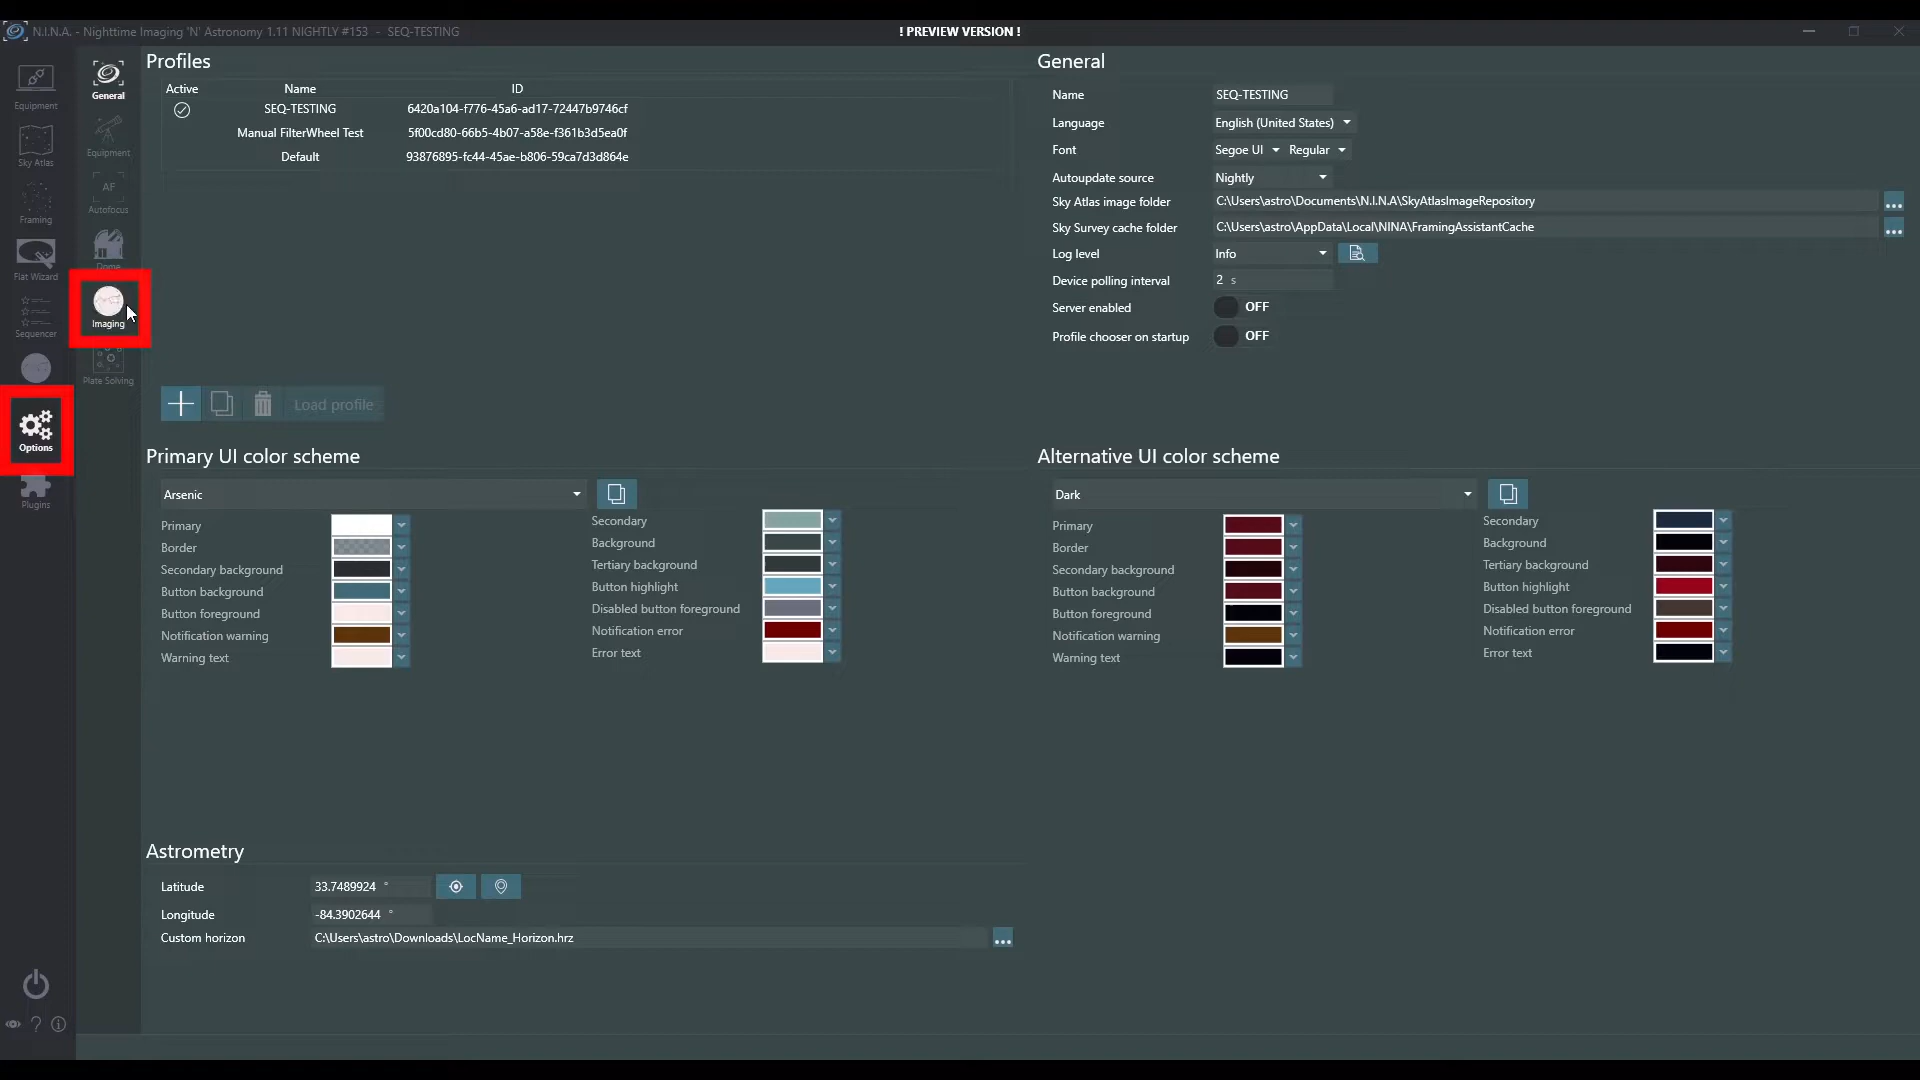 N.I.N.A. - Nighttime Imaging 'N' Astronomy 1.11 NIGHTLY #153 - SEQ-TESTING
! PREVIEW VERSION !
Equipment
Sky Atlas
Framing
Flat Wizard
Sequencer
Options
Plugins
General
Equipment
AF
Autofocus
Dome
Imaging
Plate Solving
Profiles
Active Name ID
SEQ-TESTING 6420a104-f776-45a6-ad17-72447b9746cf
Manual FilterWheel Test 5f00cd80-66b5-4b07-a58e-f361b3d5ea0f
Default 93876895-fc44-45ae-b806-59ca7d3d864e
Load profile
General
Name SEQ-TESTING
Language English (United States)
Font Segoe UI Regular
Autoupdate source Nightly
Sky Atlas image folder C:\Users\astro\Documents\N.I.N.A\SkyAtlasImageRepository ...
Sky Survey cache folder C:\Users\astro\AppData\Local\NINA\FramingAssistantCache ...
Log level Info
Device polling interval 2 s
Server enabled OFF
Profile chooser on startup OFF
Primary UI color scheme
Arsenic
Primary Secondary
Border Background
Secondary background Tertiary background
Button background Button highlight
Button foreground Disabled button foreground
Notification warning Notification error
Warning text Error text
Alternative UI color scheme
Dark
Primary Secondary
Border Background
Secondary background Tertiary background
Button background Button highlight
Button foreground Disabled button foreground
Notification warning Notification error
Warning text Error text
Astrometry
Latitude 33.7489924 °
Longitude -84.3902644 °
Custom horizon C:\Users\astro\Downloads\LocName_Horizon.hrz ...